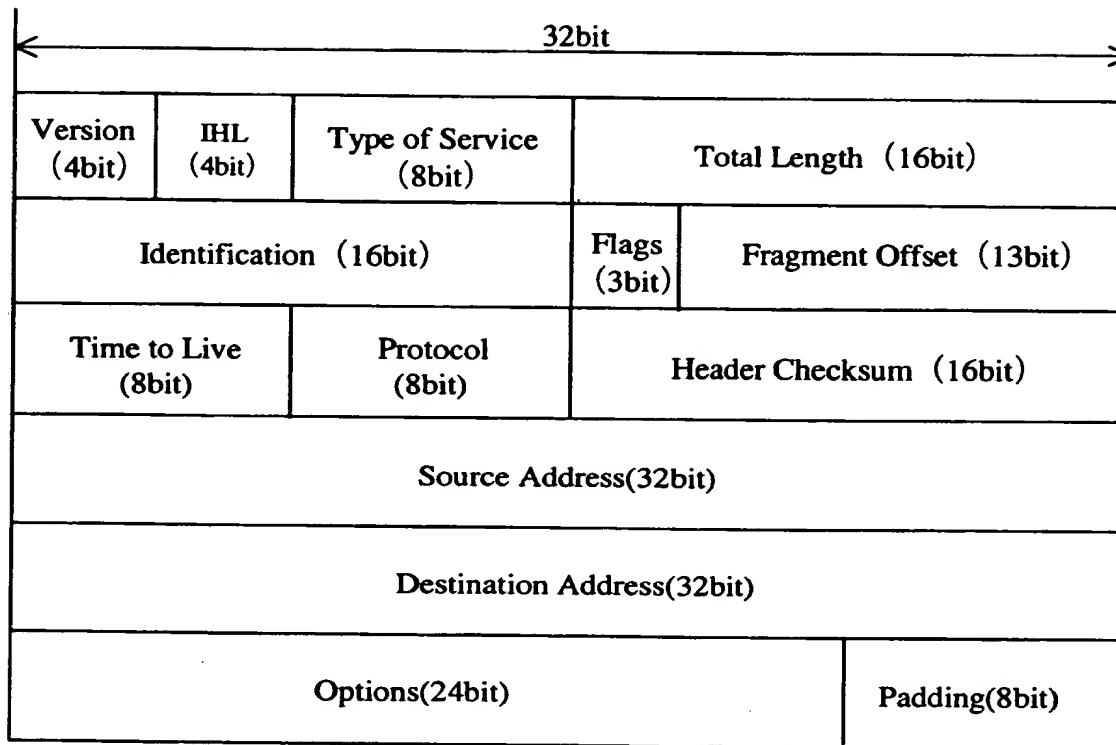 32bit
Version
(4bit)
IHL
(4bit)
Type of Service
(8bit)
Total Length (16bit)
Identification (16bit)
Flags
(3bit)
Fragment Offset (13bit)
Time to Live
(8bit)
Protocol
(8bit)
Header Checksum (16bit)
Source Address(32bit)
Destination Address(32bit)
Options(24bit)
Padding(8bit)